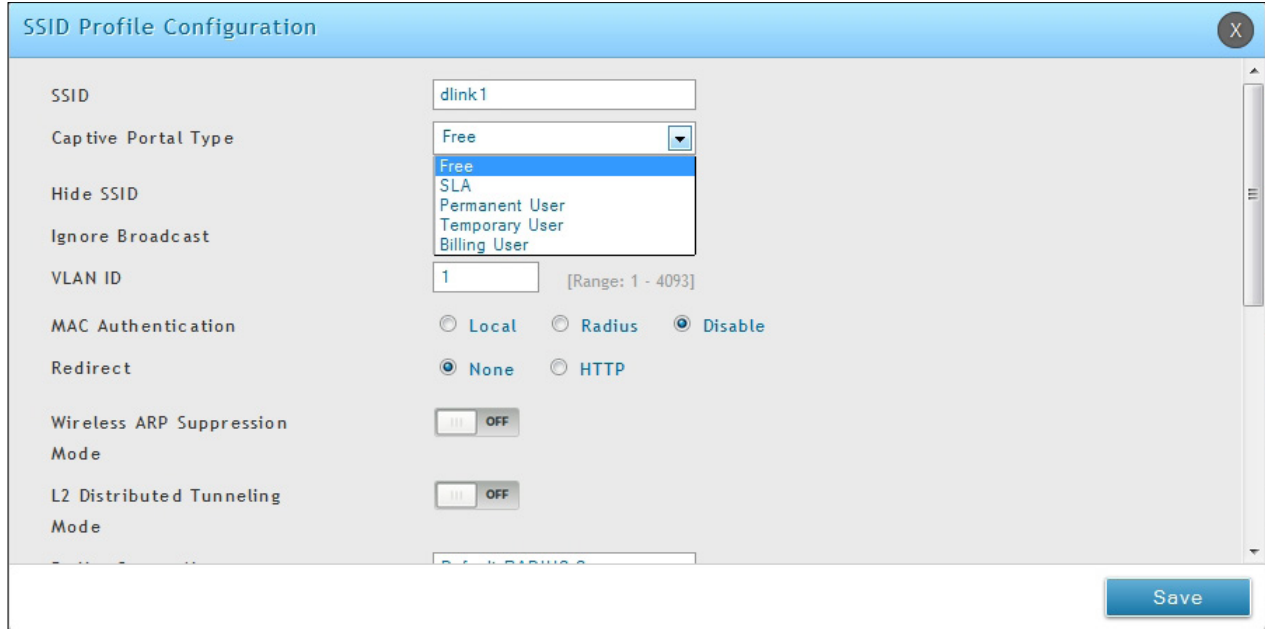 SSID Profile Configuration
X
SSID
dlink1
Captive Portal Type
Free
Free
SLA
Permanent User
Temporary User
Billing User
Hide SSID
Ignore Broadcast
VLAN ID
1 [Range: 1 - 4093]
MAC Authentication
Local Radius Disable
Redirect
None HTTP
Wireless ARP Suppression
Mode
OFF
L2 Distributed Tunneling
Mode
OFF
Save